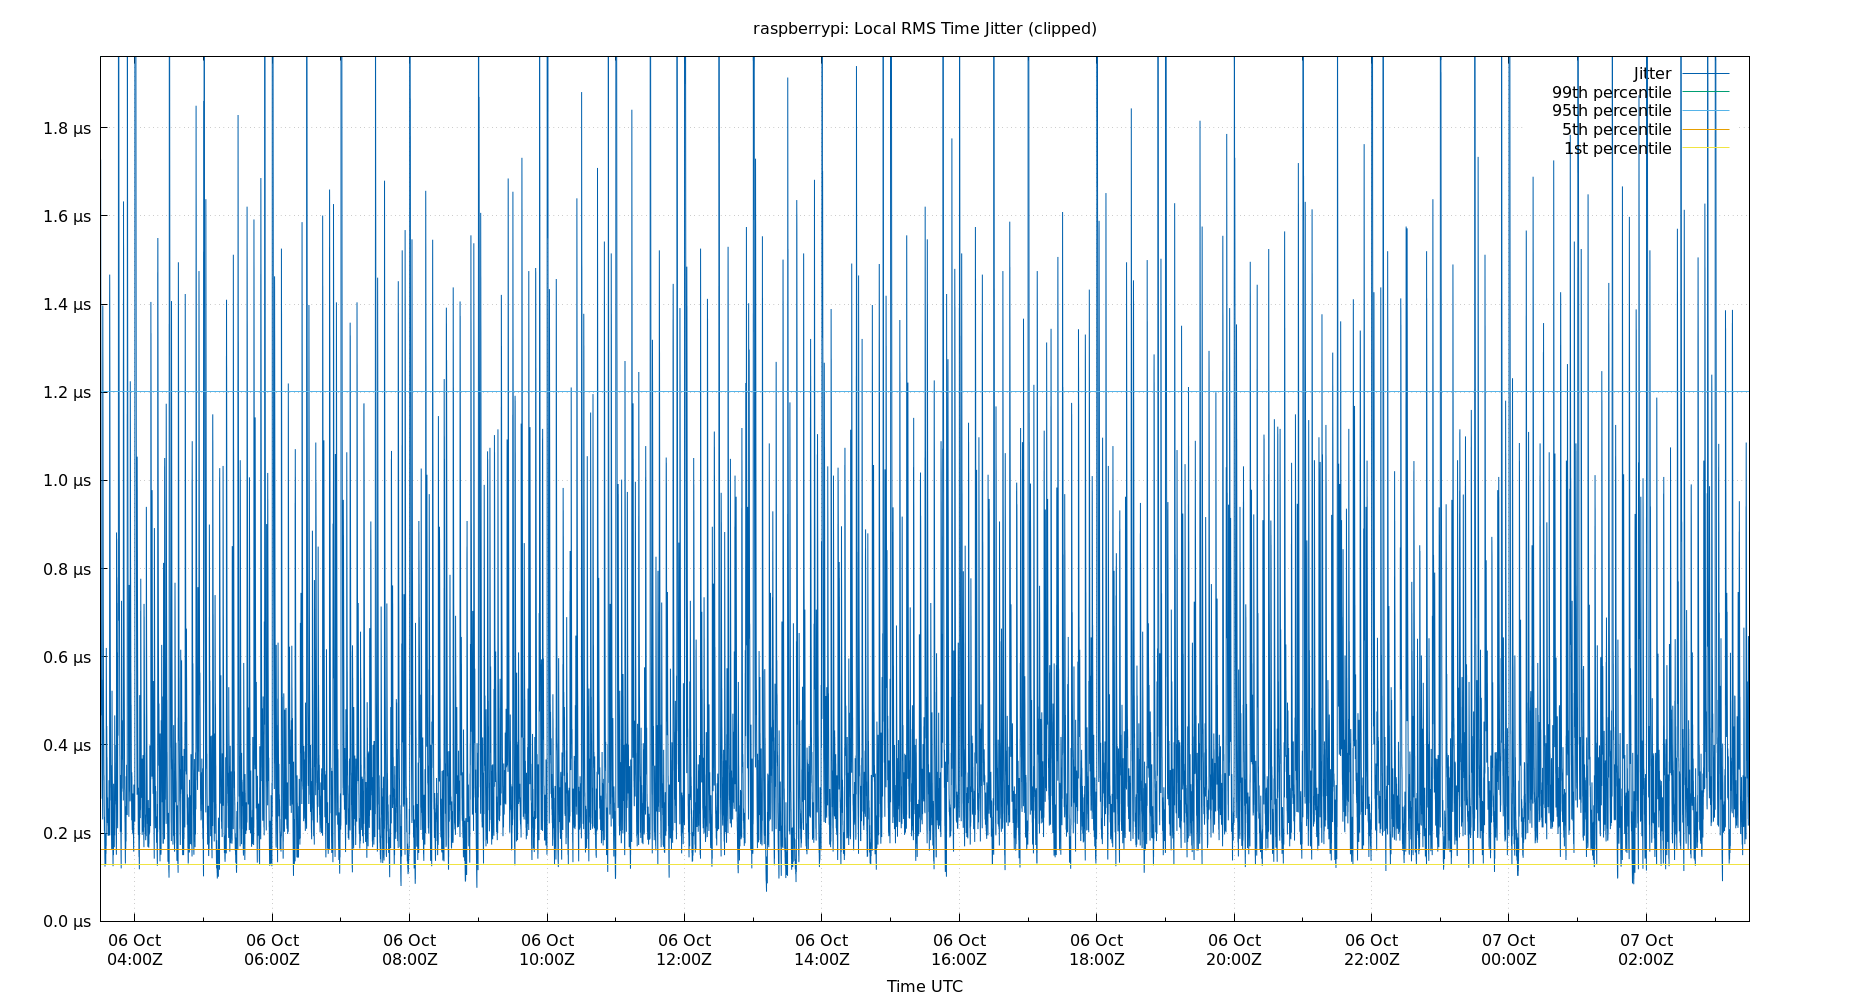 raspberrypi: Local RMS Time Jitter (clipped)
Jitter
99th percentile
95th percentile
5th percentile
1st percentile
1.8 µs
1.6 µs
1.4 µs
1.2 µs
1.0 µs
0.8 µs
0.6 µs
0.4 µs
0.2 µs
0.0 µs
06 Oct 06 Oct 06 Oct 06 Oct 06 Oct 06 Oct 06 Oct 06 Oct 06 Oct 06 Oct 07 Oct 07 Oct
04:00Z 06:00Z 08:00Z 10:00Z 12:00Z 14:00Z 16:00Z 18:00Z 20:00Z 22:00Z 00:00Z 02:00Z
Time UTC